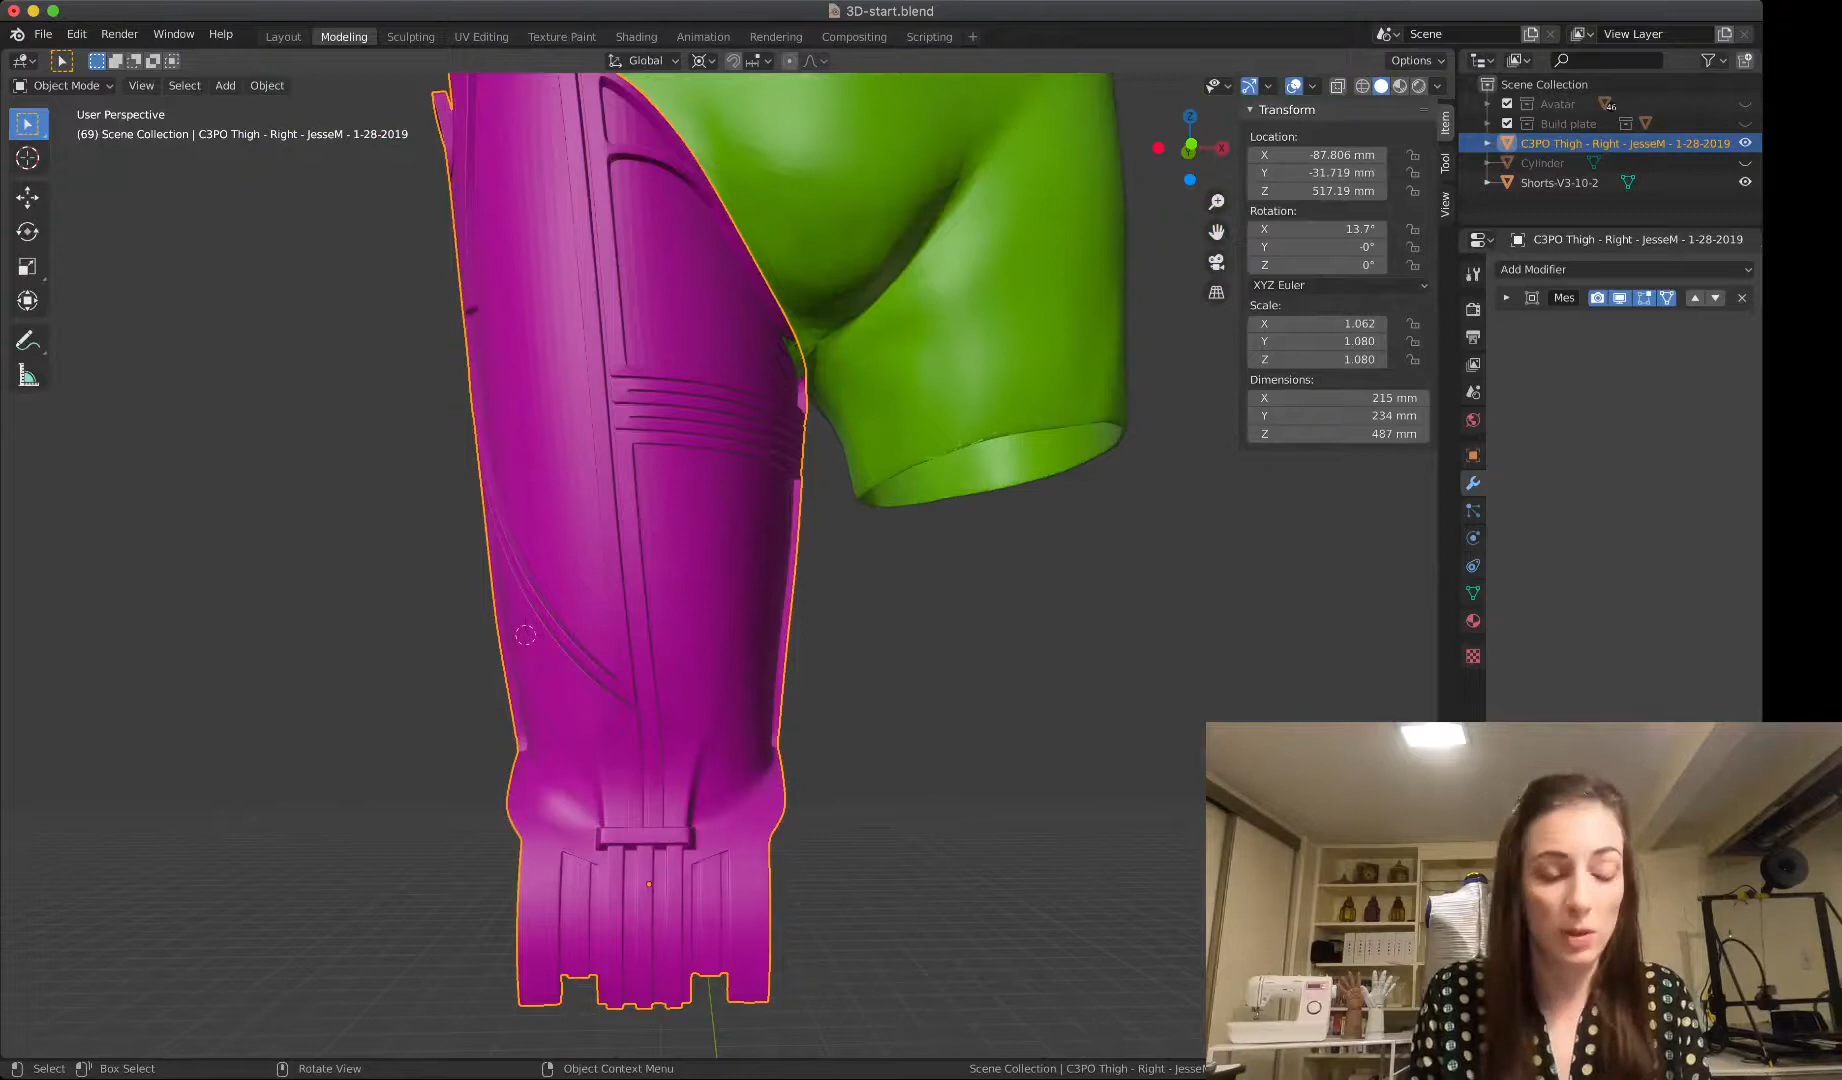 3D-start.blend
File Edit Render Window Help
Layout Modeling Sculpting UV Editing Texture Paint Shading Animation Rendering Compositing Scripting +
Scene
View Layer
Global
Options
Object Mode View Select Add Object
User Perspective
(69) Scene Collection | C3PO Thigh - Right - JesseM - 1-28-2019
Transform
Location:
X -87.806 mm
Y -31.719 mm
Z 517.19 mm
Rotation:
X 13.7°
Y -0°
Z 0°
XYZ Euler
Scale:
X 1.062
Y 1.080
Z 1.080
Dimensions:
X 215 mm
Y 234 mm
Z 487 mm
Item
Tool
View
Z
X
Y
Scene Collection
Avatar 46
Build plate
C3PO Thigh - Right - JesseM - 1-28-2019
Cylinder
Shorts-V3-10-2
C3PO Thigh - Right - JesseM - 1-28-2019
Add Modifier
Mes
Select Box Select Rotate View Object Context Menu
Scene Collection | C3PO Thigh - Right - JesseM